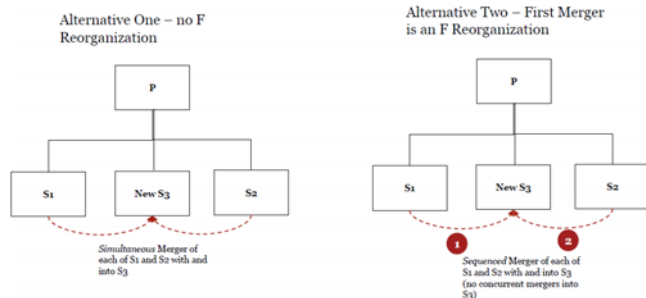 Alternative One – no F
Reorganization
P
S1
New S3
S2
Simultaneous Merger of
each of S1 and S2 with and
into S3
Alternative Two – First Merger
is an F Reorganization
P
S1
New S3
S2
1
2
Sequenced Merger of each of
S1 and S2 with and into S3
(no concurrent mergers into
S3)